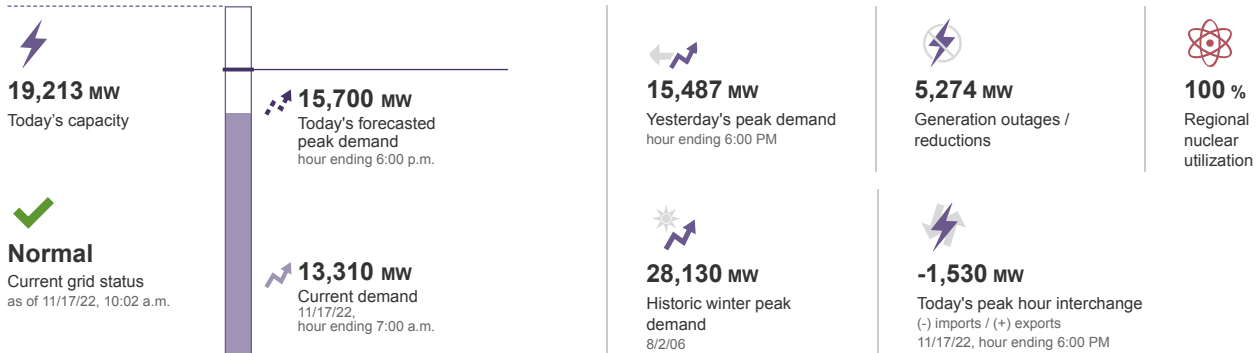 19,213 MW
Today's capacity
Normal
Current grid status
as of 11/17/22, 10:02 a.m.
15,700 MW
Today's forecasted
peak demand
hour ending 6:00 p.m.
13,310 MW
Current demand
11/17/22,
hour ending 7:00 a.m.
15,487 MW
Yesterday's peak demand
hour ending 6:00 PM
5,274 MW
Generation outages /
reductions
100 %
Regional
nuclear
utilization
28,130 MW
Historic winter peak
demand
8/2/06
-1,530 MW
Today's peak hour interchange
(-) imports / (+) exports
11/17/22, hour ending 6:00 PM